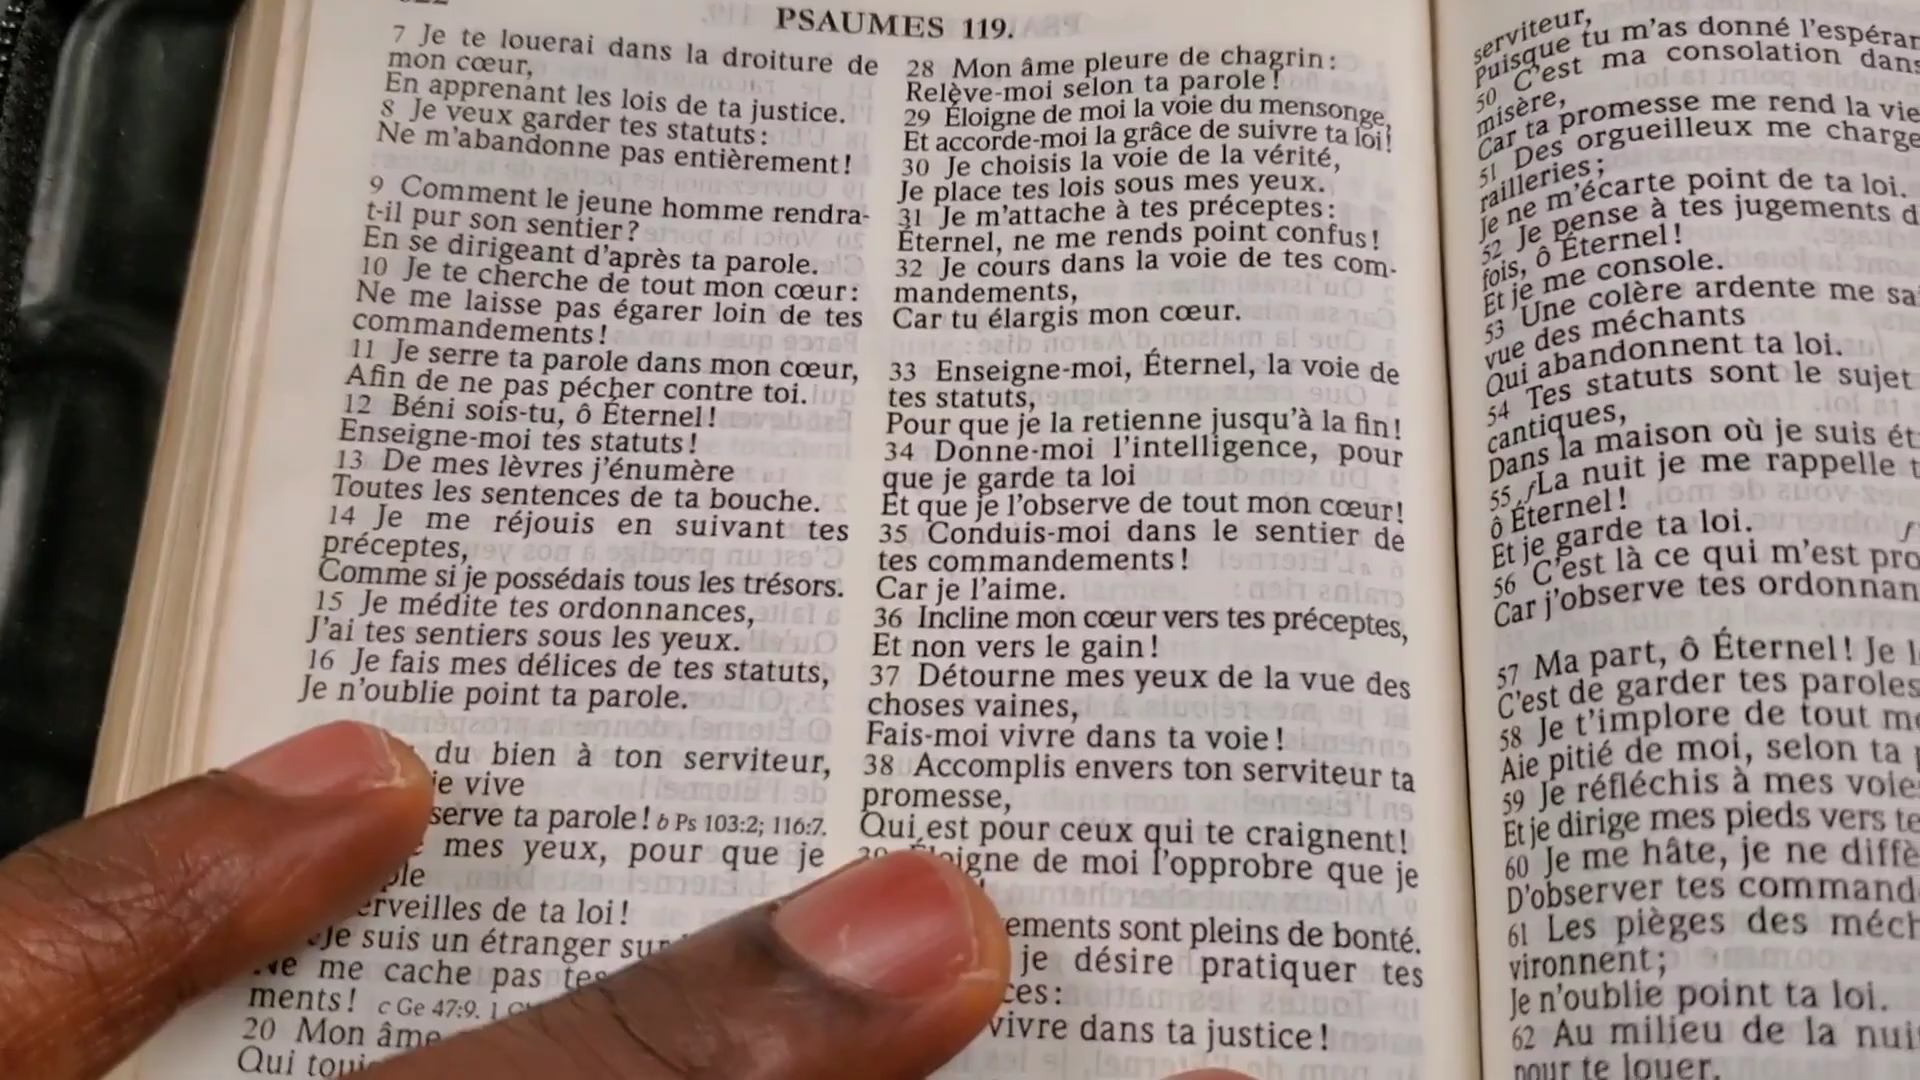 PSAUMES 119.
7 Je te louerai dans la droiture de
mon cœur,
En apprenant les lois de ta justice.
8 Je veux garder tes statuts :
Ne m'abandonne pas entièrement !
9 Comment le jeune homme rendra-
t-il pur son sentier ?
En se dirigeant d'après ta parole.
10 Je te cherche de tout mon cœur :
Ne me laisse pas égarer loin de tes
commandements !
11 Je serre ta parole dans mon cœur,
Afin de ne pas pécher contre toi.
12 Béni sois-tu, ô Éternel !
Enseigne-moi tes statuts !
13 De mes lèvres j'énumère
Toutes les sentences de ta bouche.
14 Je me réjouis en suivant tes
préceptes,
Comme si je possédais tous les trésors.
15 Je médite tes ordonnances,
J'ai tes sentiers sous les yeux.
16 Je fais mes délices de tes statuts,
Je n'oublie point ta parole.
du bien à ton serviteur,
je vive
serve ta parole ! b Ps 103:2; 116:7.
mes yeux, pour que je
ple
erveilles de ta loi !
Je suis un étranger sur
Ne me cache pas tes
ments ! c Ge 47:9.
20 Mon âme
Qui
28 Mon âme pleure de chagrin :
Relève-moi selon ta parole !
29 Éloigne de moi la voie du mensonge,
Et accorde-moi la grâce de suivre ta loi !
30 Je choisis la voie de la vérité,
Je place tes lois sous mes yeux.
31 Je m'attache à tes préceptes :
Éternel, ne me rends point confus !
32 Je cours dans la voie de tes com-
mandements,
Car tu élargis mon cœur.
33 Enseigne-moi, Éternel, la voie de
tes statuts,
Pour que je la retienne jusqu'à la fin !
34 Donne-moi l'intelligence, pour
que je garde ta loi
Et que je l'observe de tout mon cœur !
35 Conduis-moi dans le sentier de
tes commandements !
Car je l'aime.
36 Incline mon cœur vers tes préceptes,
Et non vers le gain !
37 Détourne mes yeux de la vue des
choses vaines,
Fais-moi vivre dans ta voie !
38 Accomplis envers ton serviteur ta
promesse,
Qui est pour ceux qui te craignent !
39 Éloigne de moi l'opprobre que je
ements sont pleins de bonté.
je désire pratiquer tes
ces :
vivre dans ta justice !
serviteur,
Puisque tu m'as donné l'espéran
50 C'est ma consolation dans
misère,
Car ta promesse me rend la vie
51 Des orgueilleux me charge
railleries ;
Je ne m'écarte point de ta loi.
52 Je pense à tes jugements d
fois, ô Éternel !
Et je me console.
53 Une colère ardente me sa
vue des méchants
Qui abandonnent ta loi.
54 Tes statuts sont le sujet
cantiques,
Dans la maison où je suis ét
55 f La nuit je me rappelle t
ô Éternel !
Et je garde ta loi. f
56 C'est là ce qui m'est pro
Car j'observe tes ordonnan
57 Ma part, ô Éternel ! Je l
C'est de garder tes paroles
58 Je t'implore de tout mo
Aie pitié de moi, selon ta p
59 Je réfléchis à mes voies
Et je dirige mes pieds vers te
60 Je me hâte, je ne diffè
D'observer tes command
61 Les pièges des méch
vironnent ;
Je n'oublie point ta loi.
62 Au milieu de la nui
pour te louer.